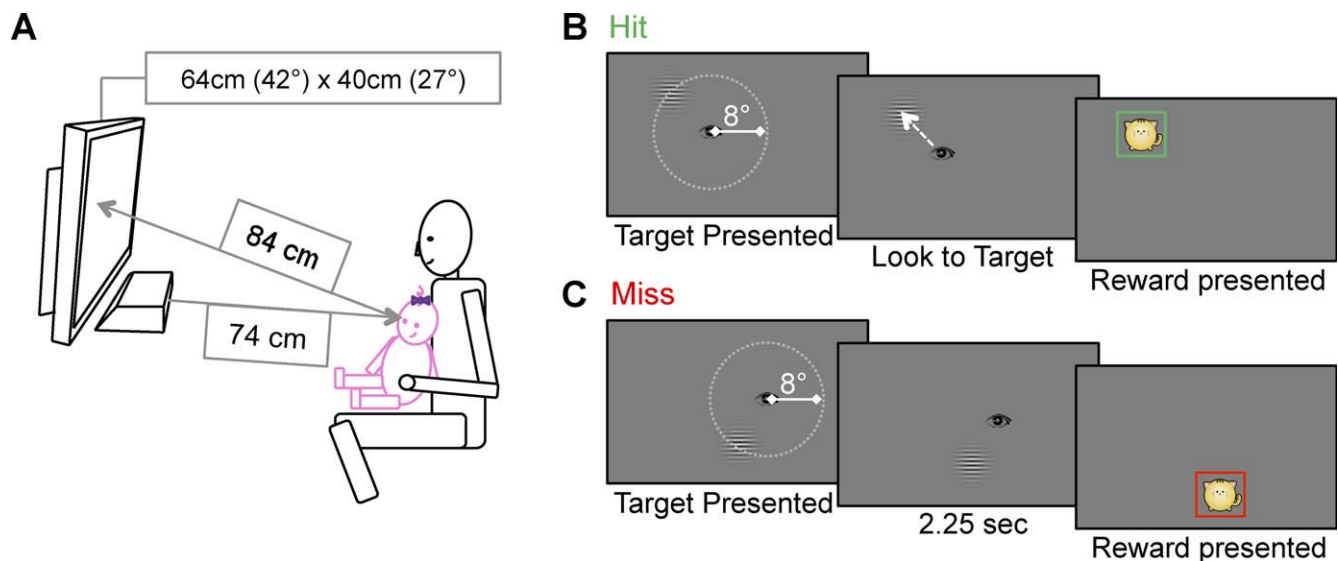 A
64cm (42°) x 40cm (27°)
84 cm
74 cm
B Hit
8°
Target Presented
Look to Target
Reward presented
C Miss
8°
Target Presented
2.25 sec
Reward presented